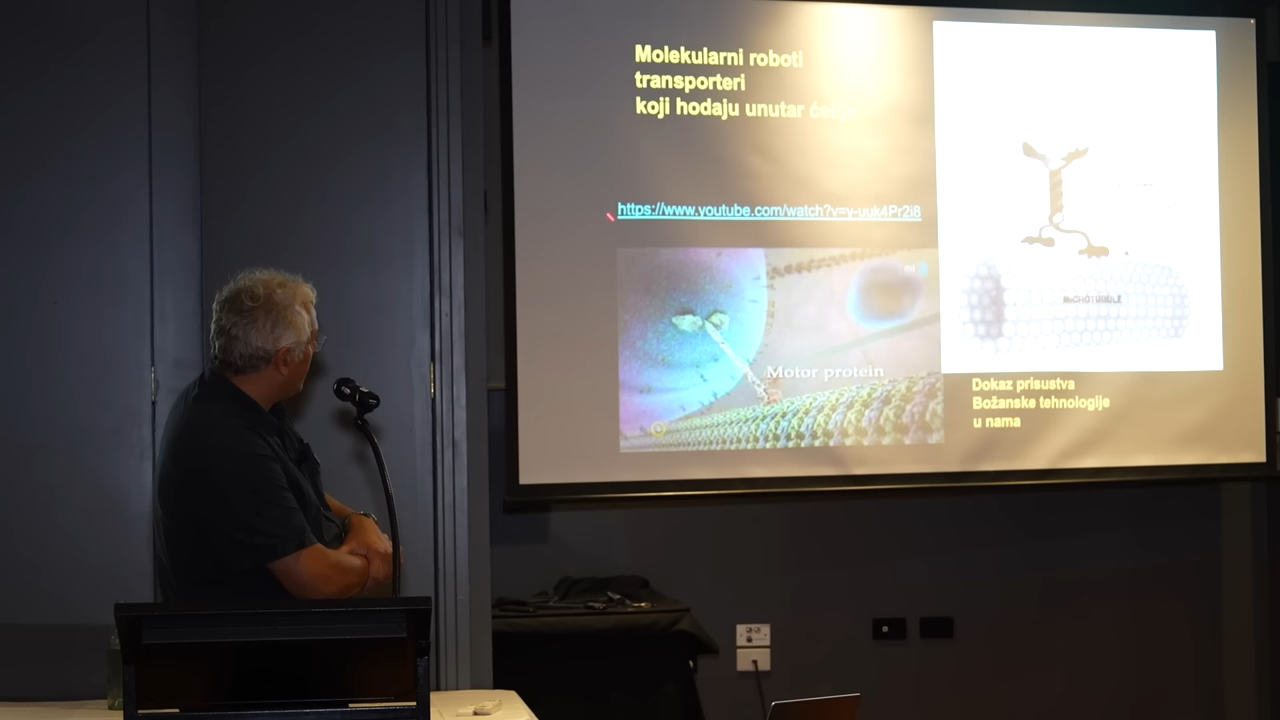 Molekularni roboti
transporteri
koji hodaju unutar
https://www.youtube.com/watch?v=y-uuk4Pr2i8
Motor protein
MICROTUBULE
Dokaz prisustva
Božanske tehnologije
u nama